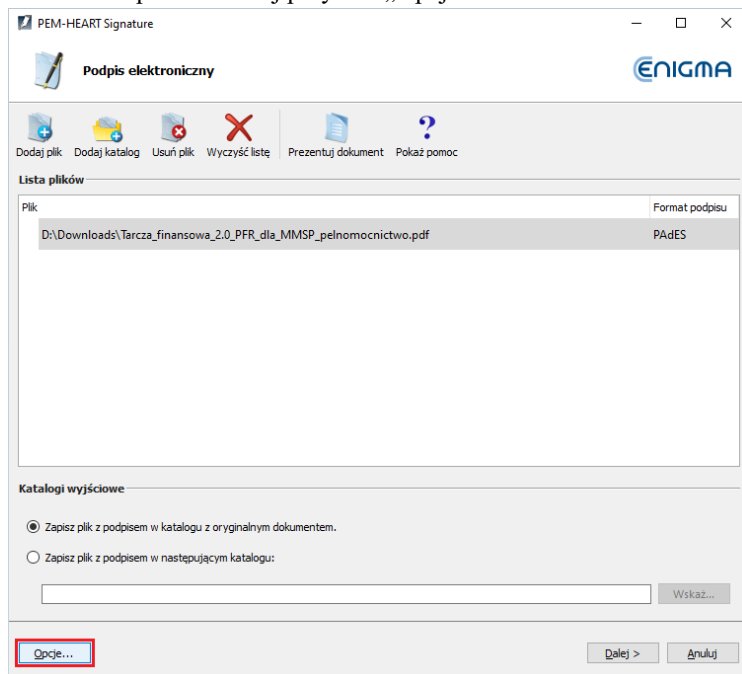 PEM-HEART Signature
Podpis elektroniczny
ENIGMA
Dodaj plik Dodaj katalog Usuń plik Wyczyść listę Prezentuj dokument Pokaż pomoc
Lista plików
Plik Format podpisu
D:\Downloads\Tarcza_finansowa_2.0_PFR_dla_MMSP_pelnomocnictwo.pdf PAdES
Katalogi wyjściowe
Zapisz plik z podpisem w katalogu z oryginalnym dokumentem.
Zapisz plik z podpisem w następującym katalogu:
Wskaż...
Opcje... Dalej > Anuluj